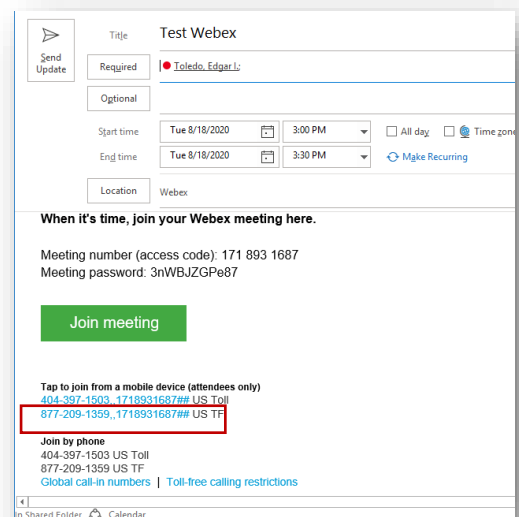 Title Test Webex
Send Update
Required Toledo, Edgar I.;
Optional
Start time Tue 8/18/2020 3:00 PM All day Time zone
End time Tue 8/18/2020 3:30 PM Make Recurring
Location Webex
When it's time, join your Webex meeting here.
Meeting number (access code): 171 893 1687
Meeting password: 3nWBJZGPe87
Join meeting
Tap to join from a mobile device (attendees only)
404-397-1503,,1718931687## US Toll
877-209-1359,,1718931687## US TF
Join by phone
404-397-1503 US Toll
877-209-1359 US TF
Global call-in numbers | Toll-free calling restrictions
In Shared Folder Calendar